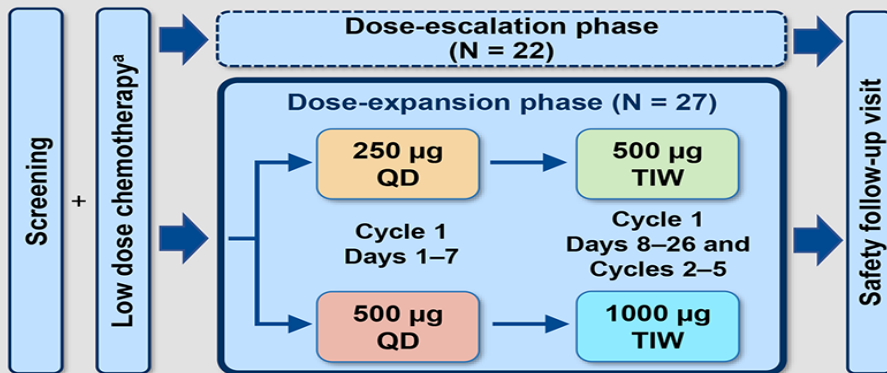 Screening
+
Low dose chemotherapyᵃ
Dose-escalation phase
(N = 22)
Dose-expansion phase (N = 27)
250 µg
QD
500 µg
TIW
Cycle 1
Days 1–7
Cycle 1
Days 8–26 and
Cycles 2–5
500 µg
QD
1000 µg
TIW
Safety follow-up visit